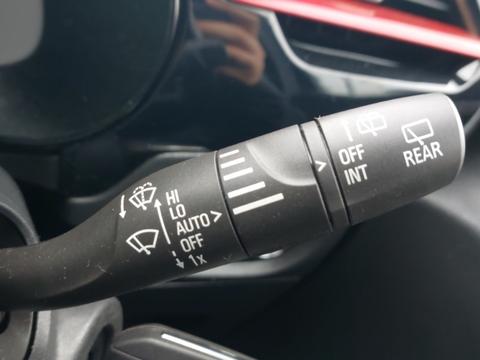 HI
LO
AUTO >
OFF
1x
>
OFF
INT
REAR